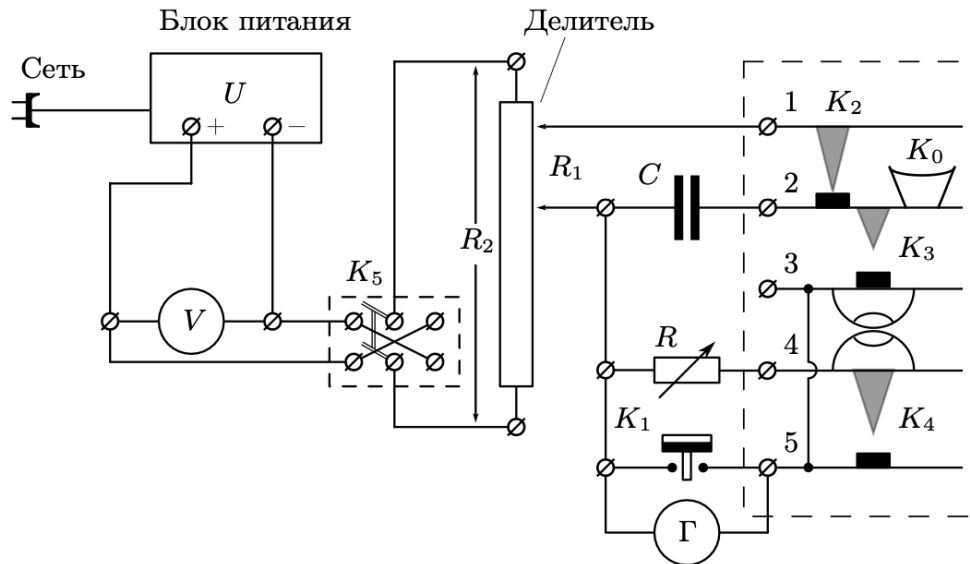 Блок питания
Делитель
Сеть
U
+ −
1
K2
K0
R1
C
2
R2
K3
K5
3
V
R
4
K1
K4
5
Г